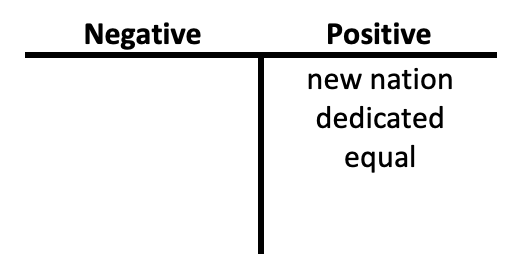 Negative Positive
new nation
dedicated
equal